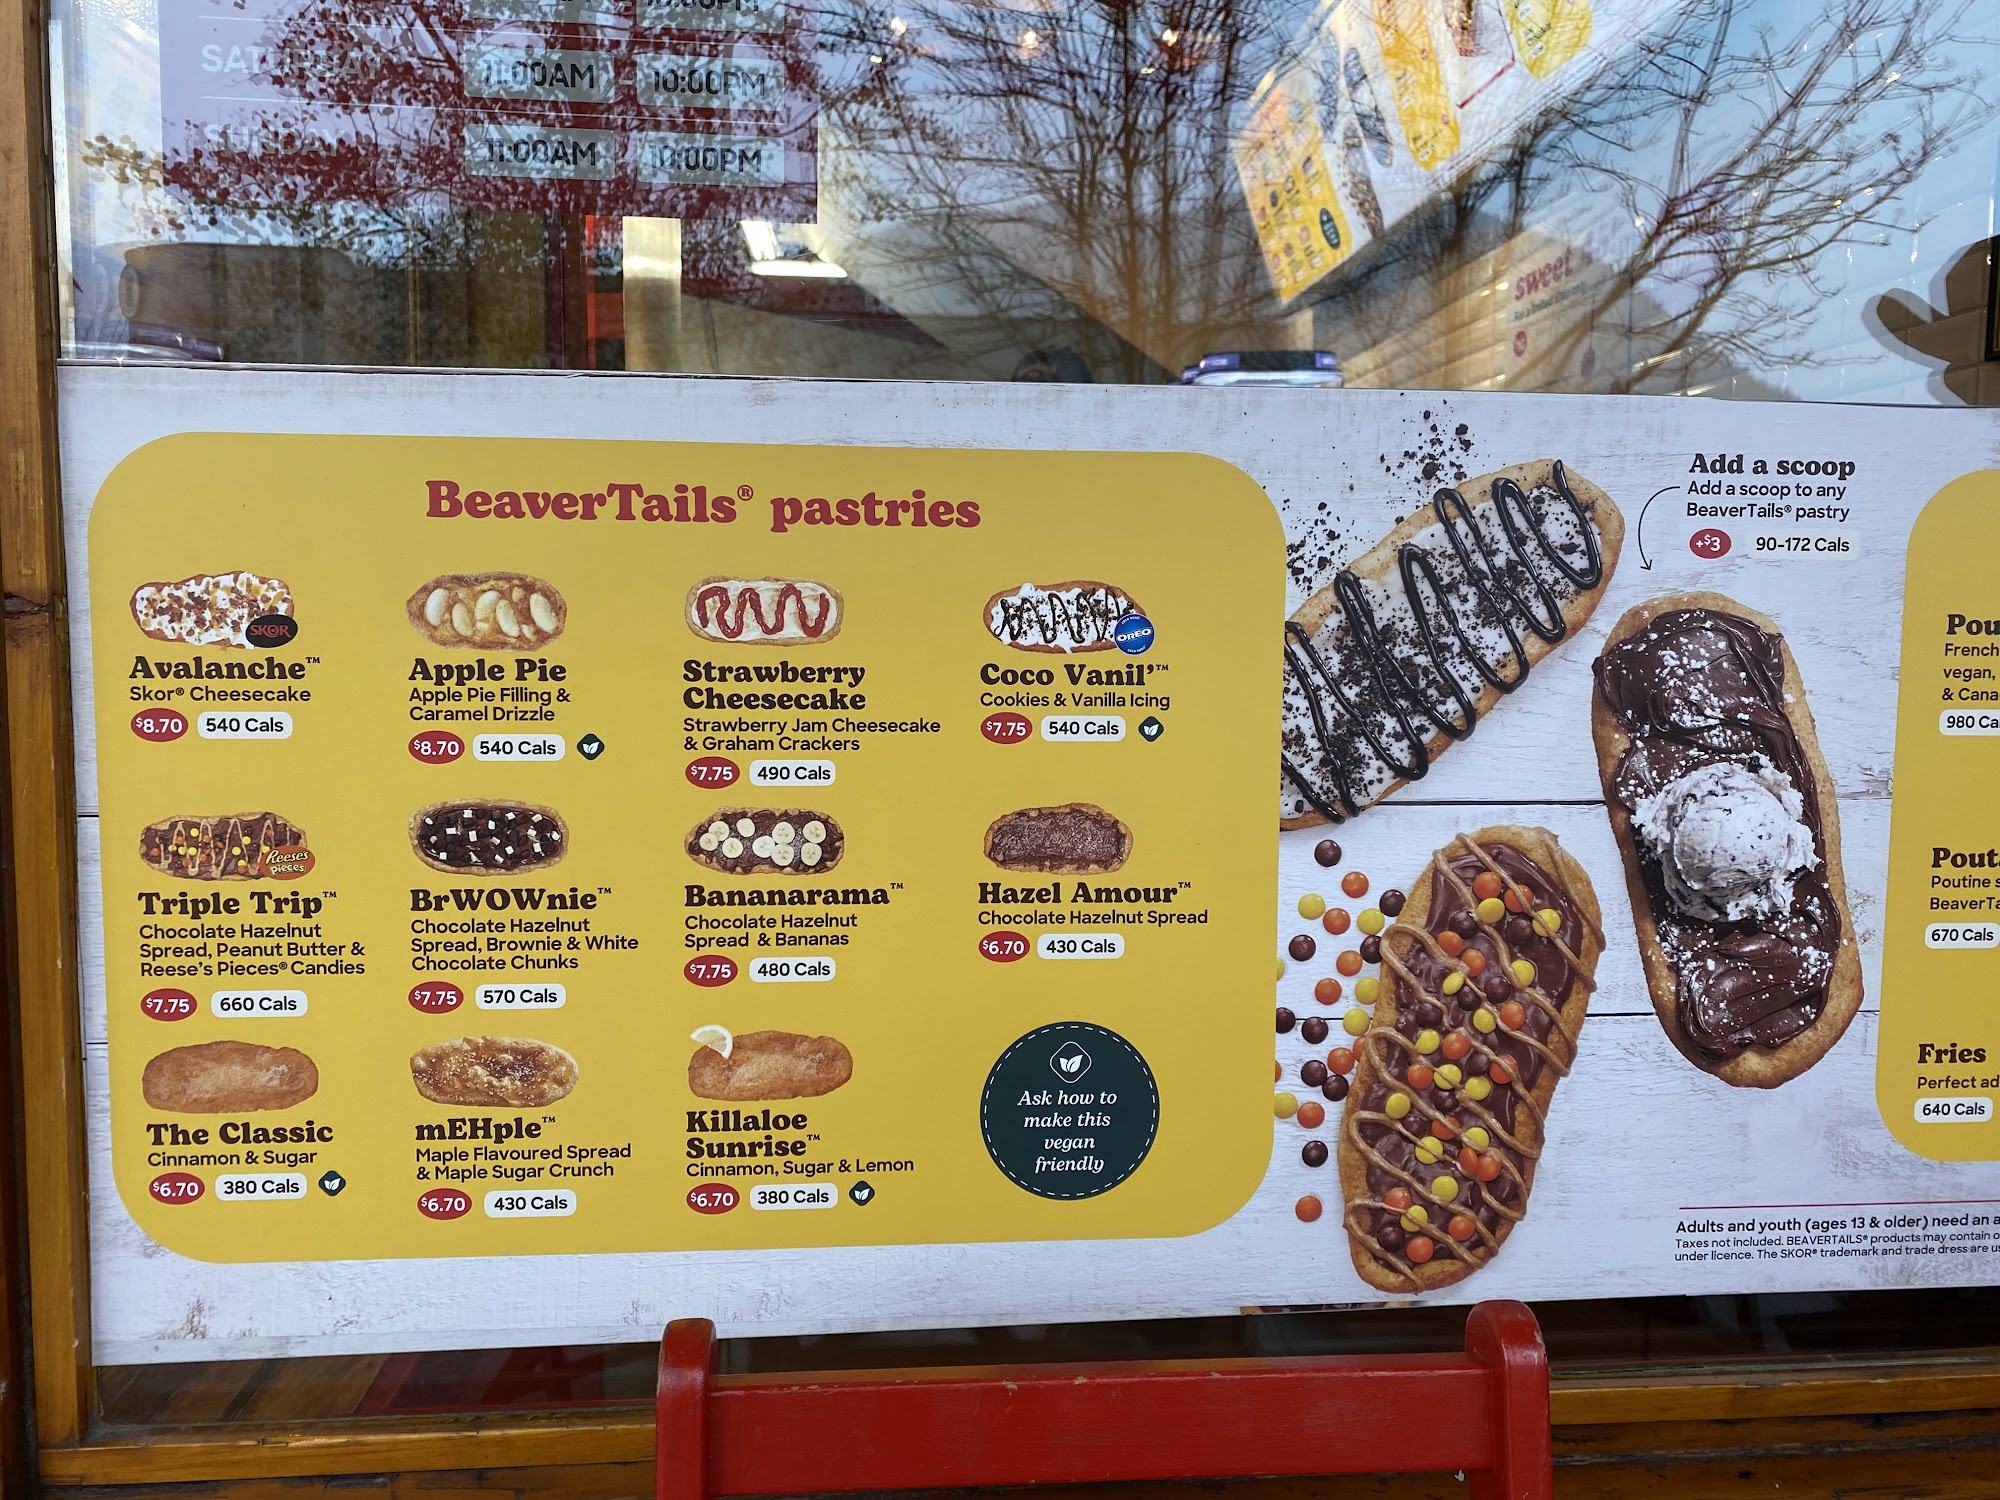 10:00PM
SATURDAY 11:00AM - 10:00PM
SUNDAY 11:00AM - 10:00PM
sweet
BeaverTails® pastries
SKOR
Avalanche™
Skor® Cheesecake
$8.70 540 Cals
Apple Pie
Apple Pie Filling &
Caramel Drizzle
$8.70 540 Cals
Strawberry
Cheesecake
Strawberry Jam Cheesecake
& Graham Crackers
$7.75 490 Cals
OREO
Coco Vanil'™
Cookies & Vanilla Icing
$7.75 540 Cals
Reese's
Pieces
Triple Trip™
Chocolate Hazelnut
Spread, Peanut Butter &
Reese's Pieces® Candies
$7.75 660 Cals
BrWOWnie™
Chocolate Hazelnut
Spread, Brownie & White
Chocolate Chunks
$7.75 570 Cals
Bananarama™
Chocolate Hazelnut
Spread & Bananas
$7.75 480 Cals
Hazel Amour™
Chocolate Hazelnut Spread
$6.70 430 Cals
The Classic
Cinnamon & Sugar
$6.70 380 Cals
mEHple™
Maple Flavoured Spread
& Maple Sugar Crunch
$6.70 430 Cals
Killaloe
Sunrise™
Cinnamon, Sugar & Lemon
$6.70 380 Cals
Ask how to
make this
vegan
friendly
Add a scoop
Add a scoop to any
BeaverTails® pastry
+$3 90-172 Cals
Pou
French
vegan,
& Cana
980 Ca
Pout
Poutine s
BeaverTa
670 Cals
Fries
Perfect ad
640 Cals
Adults and youth (ages 13 & older) need an a
Taxes not included. BEAVERTAILS® products may contain o
under licence. The SKOR® trademark and trade dress are us